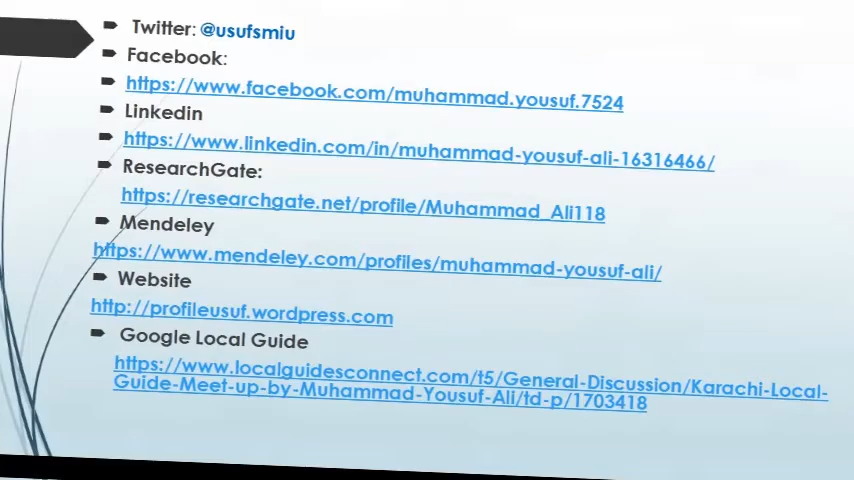 Twitter: @usufsmiu
Facebook:
https://www.facebook.com/muhammad.yousuf.7524
Linkedin
https://www.linkedin.com/in/muhammad-yousuf-ali-16316466/
ResearchGate:
https://researchgate.net/profile/Muhammad_Ali118
Mendeley
https://www.mendeley.com/profiles/muhammad-yousuf-ali/
Website
http://profileusuf.wordpress.com
Google Local Guide
https://www.localguidesconnect.com/t5/General-Discussion/Karachi-Local-
Guide-Meet-up-by-Muhammad-Yousuf-Ali/td-p/1703418